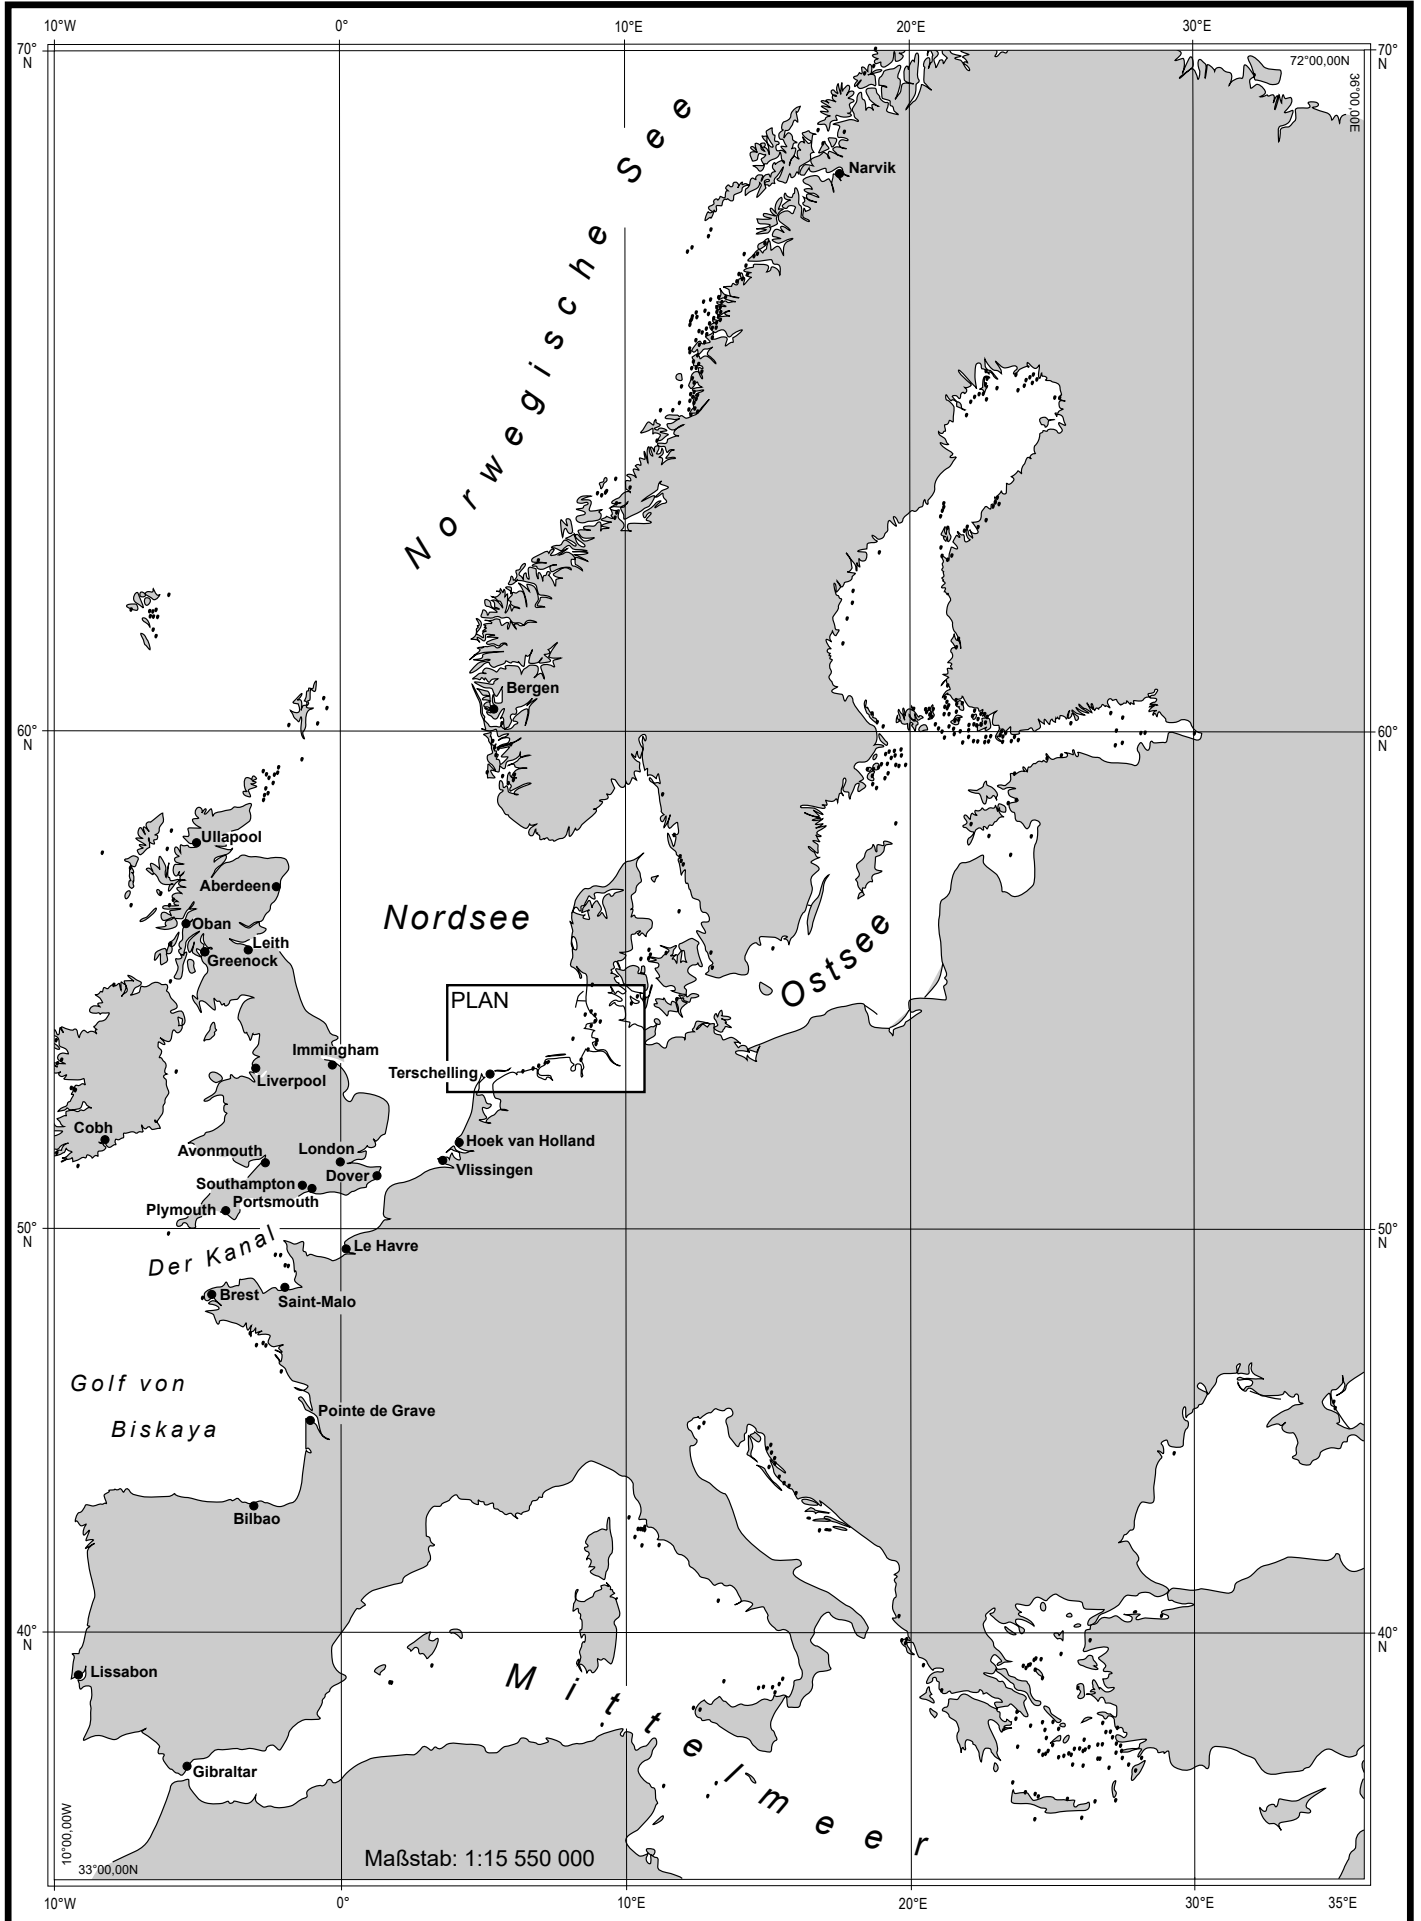 10°W 0° 10°E 20°E 30°E
70°
N
70°
N
72°00,00N
36°00,00E
Norwegische See
Narvik
Bergen
60°
N
60°
N
Ullapool
Aberdeen
Oban
Leith
Greenock
Nordsee
Ostsee
PLAN
Immingham
Liverpool
Terschelling
Cobh
Avonmouth
London
Hoek van Holland
Southampton
Dover
Vlissingen
Plymouth
Portsmouth
50°
N
50°
N
Der Kanal
Le Havre
Brest
Saint-Malo
Golf von
Biskaya
Pointe de Grave
Bilbao
40°
N
40°
N
Lissabon
Mittelmeer
Gibraltar
10°00,00W
33°00,00N
Maßstab: 1:15 550 000
10°W 0° 10°E 20°E 30°E 35°E